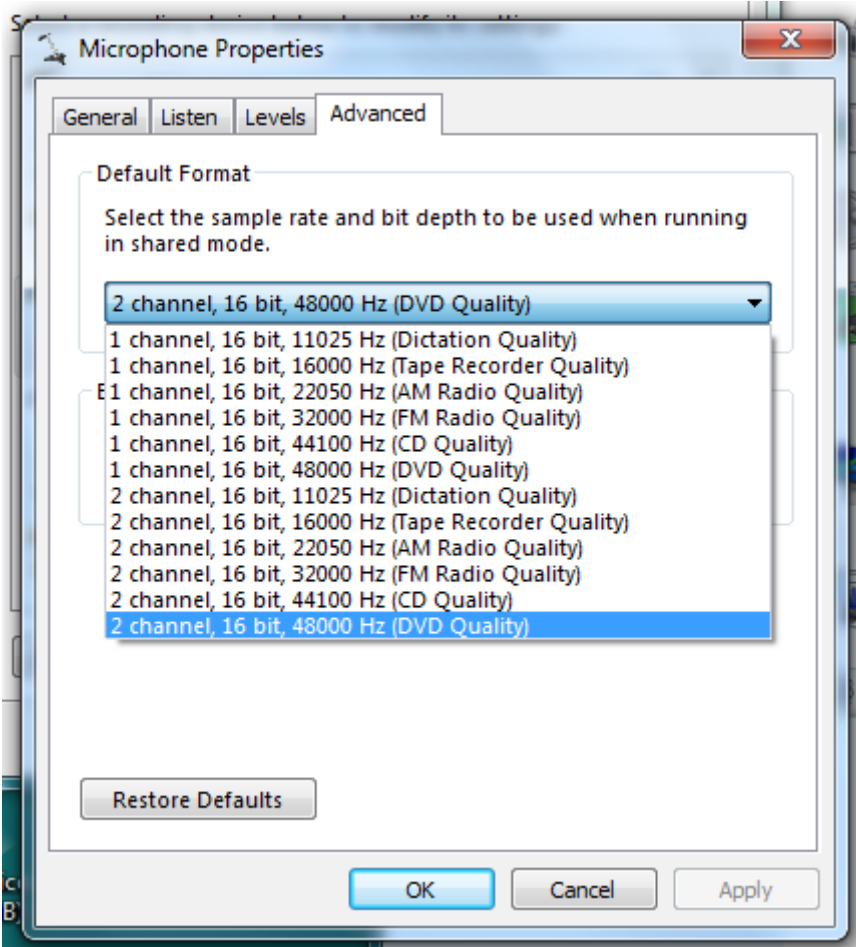 Microphone Properties
General Listen Levels Advanced
Default Format
Select the sample rate and bit depth to be used when running
in shared mode.
2 channel, 16 bit, 48000 Hz (DVD Quality)
1 channel, 16 bit, 11025 Hz (Dictation Quality)
1 channel, 16 bit, 16000 Hz (Tape Recorder Quality)
1 channel, 16 bit, 22050 Hz (AM Radio Quality)
1 channel, 16 bit, 32000 Hz (FM Radio Quality)
1 channel, 16 bit, 44100 Hz (CD Quality)
1 channel, 16 bit, 48000 Hz (DVD Quality)
2 channel, 16 bit, 11025 Hz (Dictation Quality)
2 channel, 16 bit, 16000 Hz (Tape Recorder Quality)
2 channel, 16 bit, 22050 Hz (AM Radio Quality)
2 channel, 16 bit, 32000 Hz (FM Radio Quality)
2 channel, 16 bit, 44100 Hz (CD Quality)
2 channel, 16 bit, 48000 Hz (DVD Quality)
Restore Defaults
OK Cancel Apply